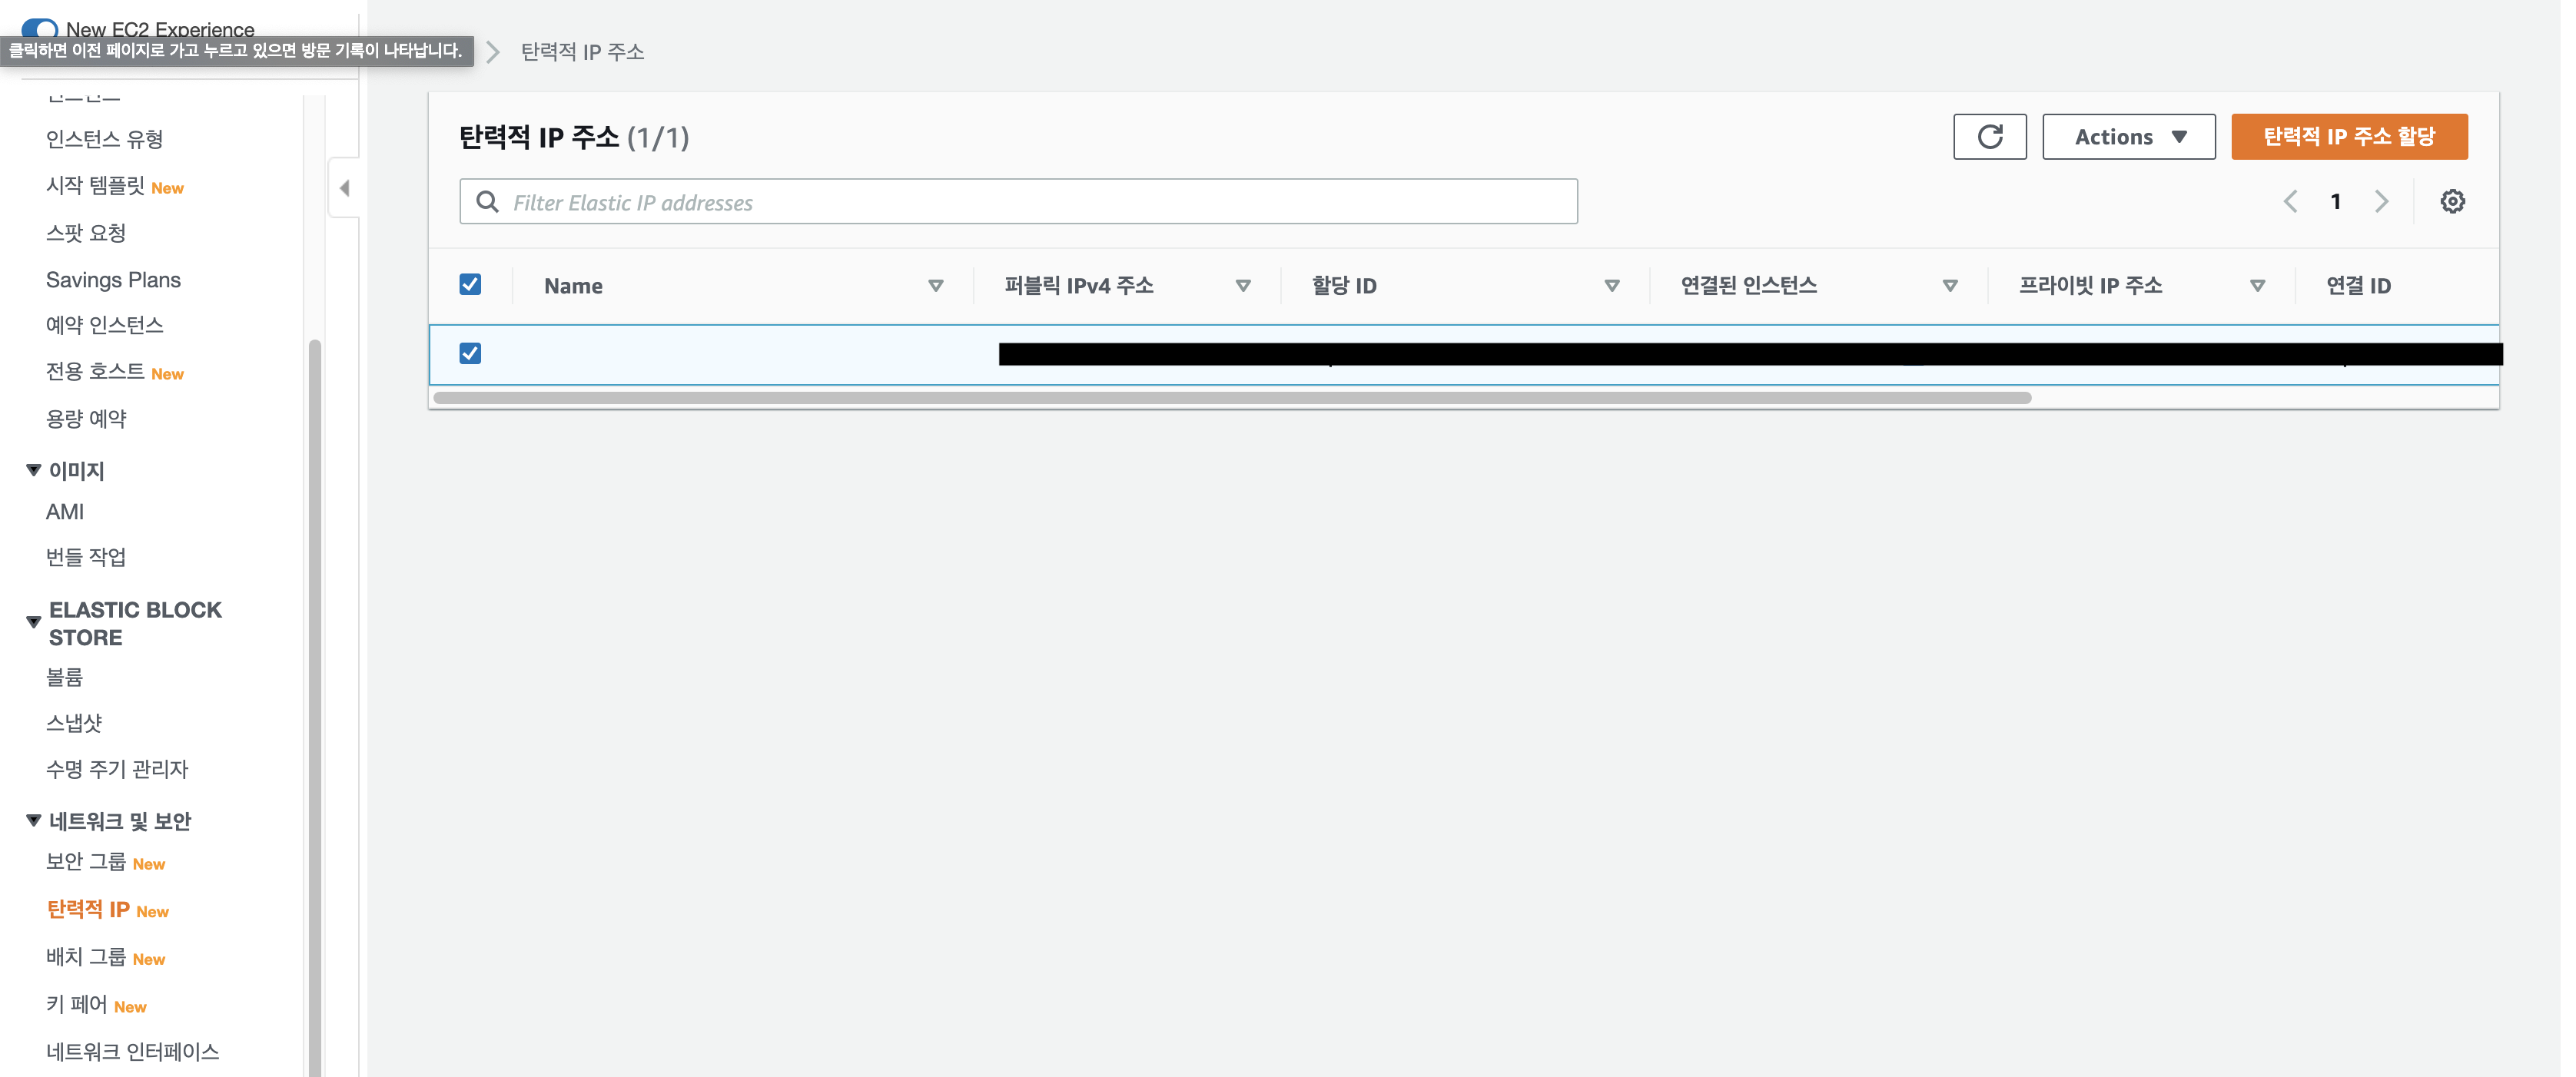 New EC2 Experience
클릭하면 이전 페이지로 가고 누르고 있으면 방문 기록이 나타납니다.
인스턴스 유형
시작 템플릿 New
스팟 요청
Savings Plans
예약 인스턴스
전용 호스트 New
용량 예약
이미지
AMI
번들 작업
ELASTIC BLOCK
STORE
볼륨
스냅샷
수명 주기 관리자
네트워크 및 보안
보안 그룹 New
탄력적 IP New
배치 그룹 New
키 페어 New
네트워크 인터페이스
탄력적 IP 주소
탄력적 IP 주소 (1/1)
Actions
탄력적 IP 주소 할당
Filter Elastic IP addresses
1
Name 퍼블릭 IPv4 주소 할당 ID 연결된 인스턴스 프라이빗 IP 주소 연결 ID